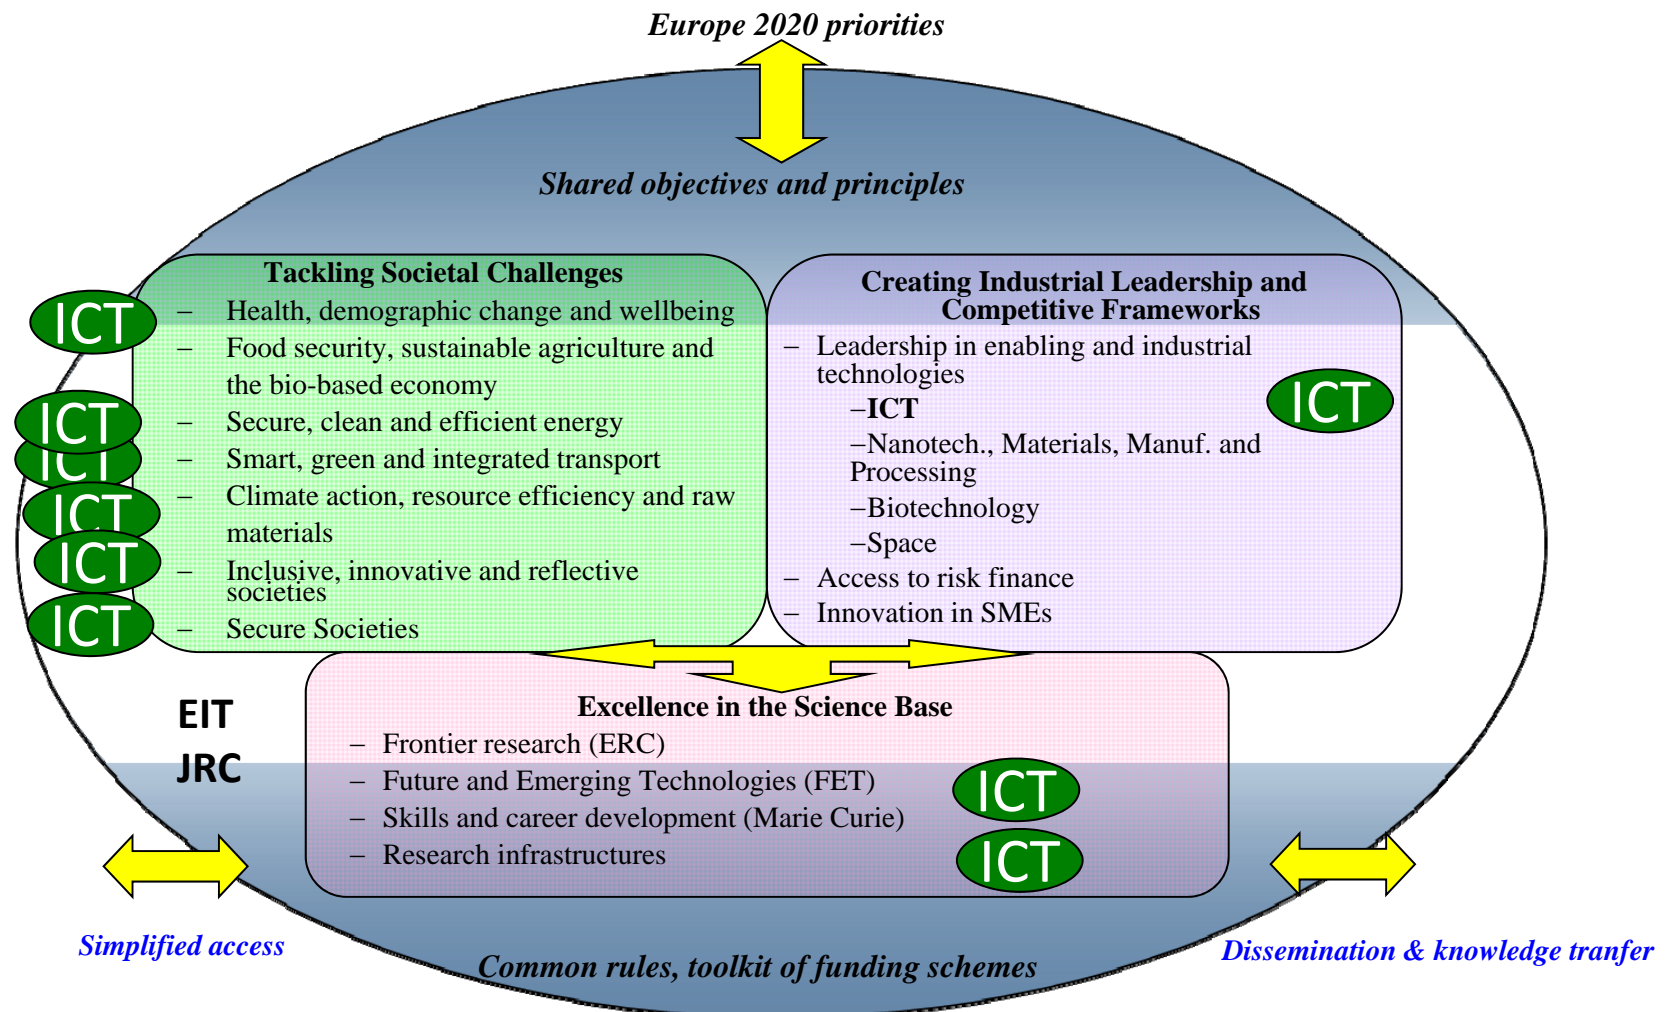 Europe 2020 priorities
Shared objectives and principles
Tackling Societal Challenges
– Health, demographic change and wellbeing
– Food security, sustainable agriculture and
the bio-based economy
– Secure, clean and efficient energy
– Smart, green and integrated transport
– Climate action, resource efficiency and raw
materials
– Inclusive, innovative and reflective
societies
– Secure Societies
ICT
ICT
ICT
ICT
ICT
ICT
Creating Industrial Leadership and
Competitive Frameworks
– Leadership in enabling and industrial
technologies
–ICT
–Nanotech., Materials, Manuf. and
Processing
–Biotechnology
–Space
– Access to risk finance
– Innovation in SMEs
ICT
EIT
JRC
Excellence in the Science Base
– Frontier research (ERC)
– Future and Emerging Technologies (FET)
– Skills and career development (Marie Curie)
– Research infrastructures
ICT
ICT
Simplified access
Common rules, toolkit of funding schemes
Dissemination & knowledge tranfer